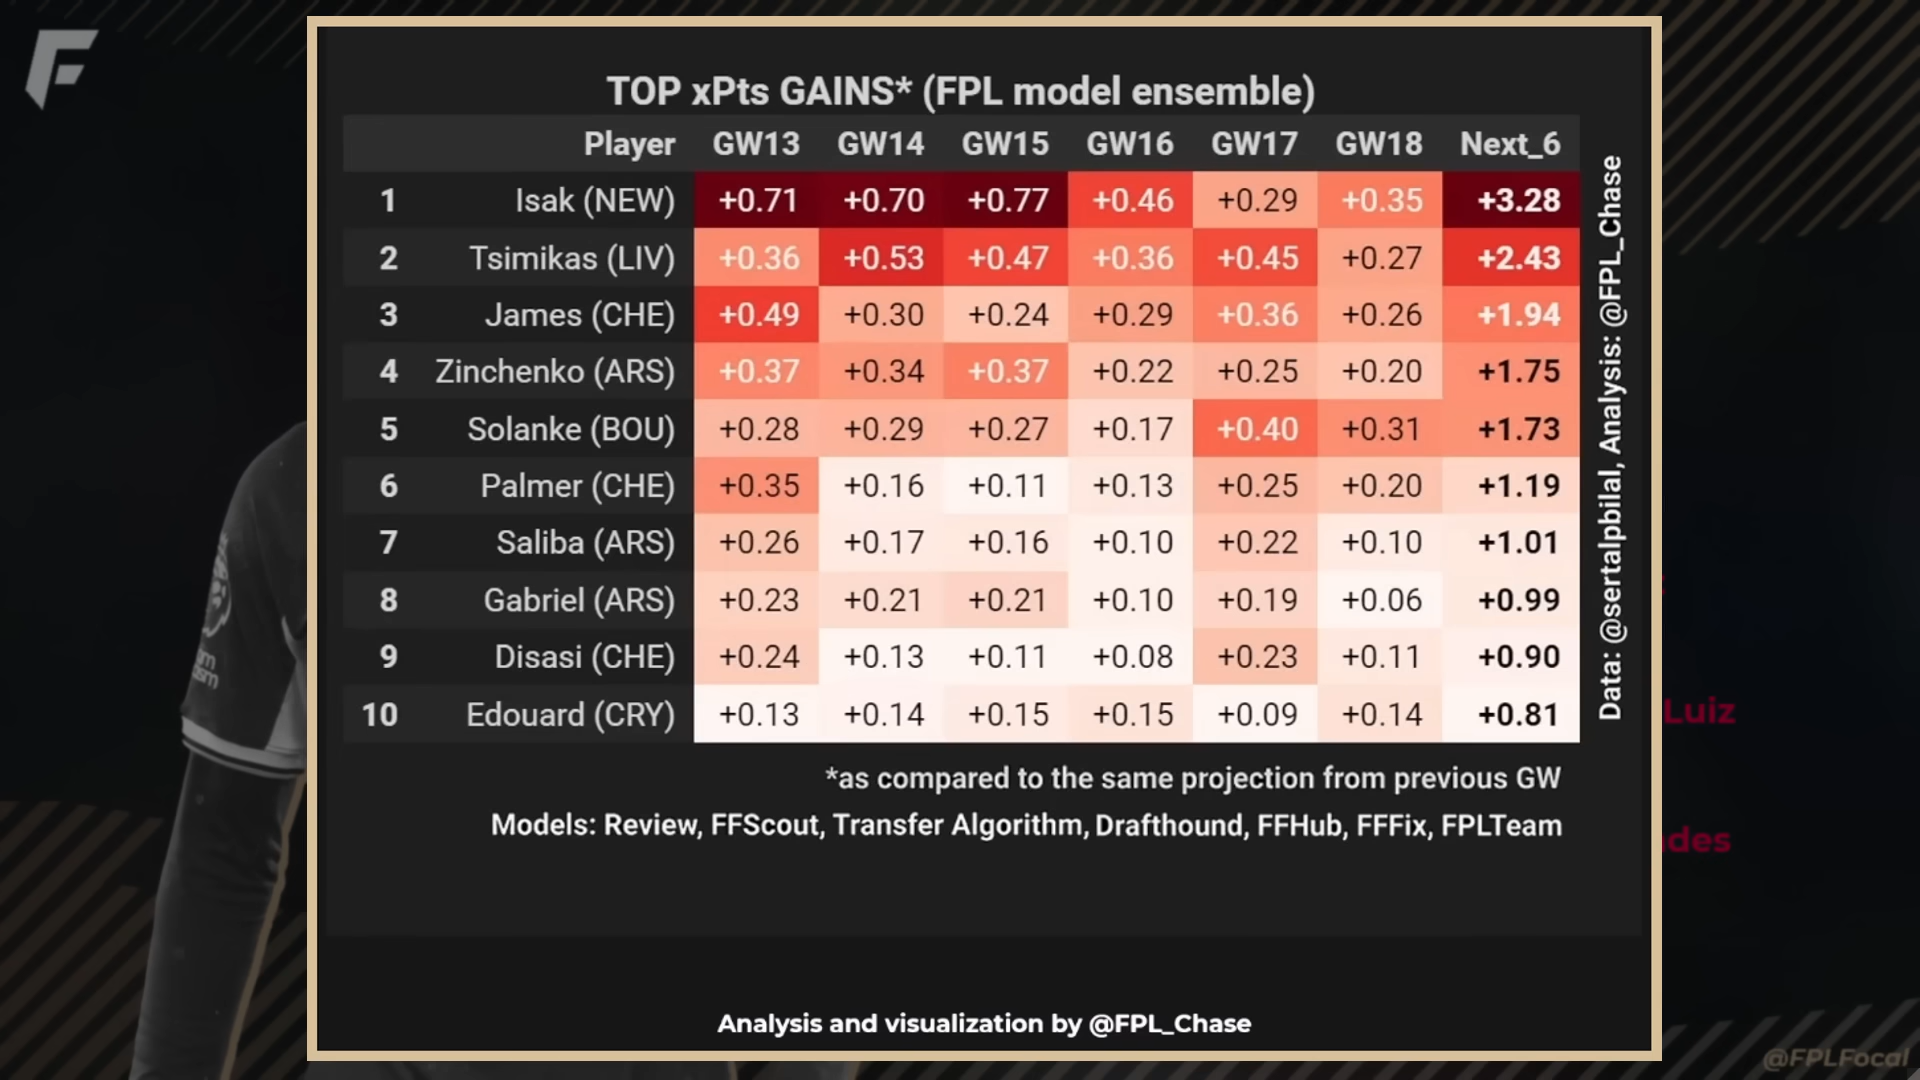 TOP xPts GAINS* (FPL model ensemble)
Player GW13 GW14 GW15 GW16 GW17 GW18 Next_6
1 Isak (NEW) +0.71 +0.70 +0.77 +0.46 +0.29 +0.35 +3.28
2 Tsimikas (LIV) +0.36 +0.53 +0.47 +0.36 +0.45 +0.27 +2.43
3 James (CHE) +0.49 +0.30 +0.24 +0.29 +0.36 +0.26 +1.94
4 Zinchenko (ARS) +0.37 +0.34 +0.37 +0.22 +0.25 +0.20 +1.75
5 Solanke (BOU) +0.28 +0.29 +0.27 +0.17 +0.40 +0.31 +1.73
6 Palmer (CHE) +0.35 +0.16 +0.11 +0.13 +0.25 +0.20 +1.19
7 Saliba (ARS) +0.26 +0.17 +0.16 +0.10 +0.22 +0.10 +1.01
8 Gabriel (ARS) +0.23 +0.21 +0.21 +0.10 +0.19 +0.06 +0.99
9 Disasi (CHE) +0.24 +0.13 +0.11 +0.08 +0.23 +0.11 +0.90
10 Edouard (CRY) +0.13 +0.14 +0.15 +0.15 +0.09 +0.14 +0.81
*as compared to the same projection from previous GW
Models: Review, FFScout, Transfer Algorithm, Drafthound, FFHub, FFFix, FPLTeam
Data: @sertalpbilal, Analysis: @FPL_Chase
Analysis and visualization by @FPL_Chase
Luiz
@FPLFocal